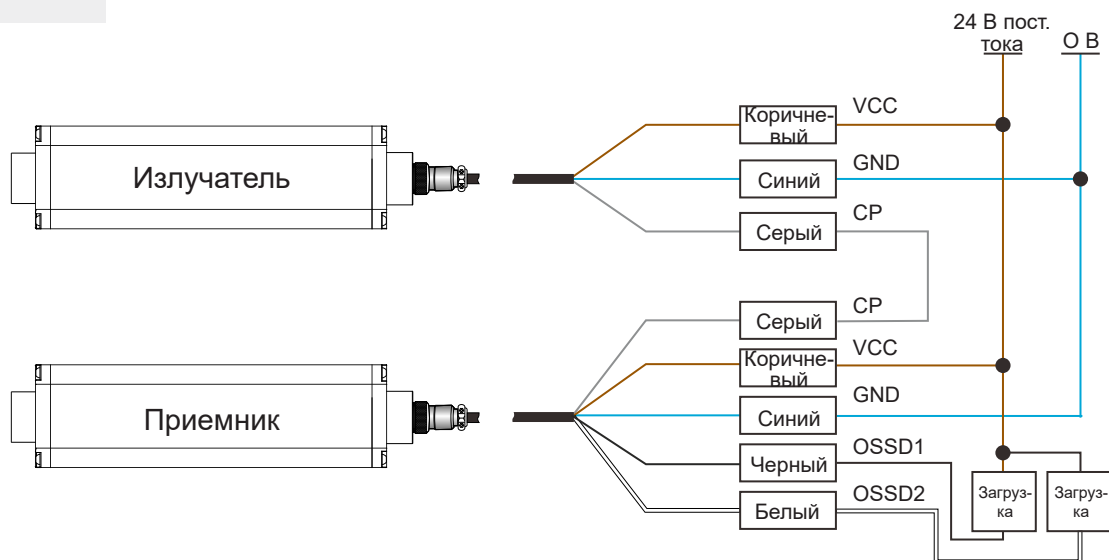 24 В пост.
тока
О В
Коричне-
вый
VCC
Излучатель
Синий
GND
Серый
CP
Серый
CP
Коричне-
вый
VCC
Приемник
Синий
GND
Черный
OSSD1
Белый
OSSD2
Загруз-
ка
Загруз-
ка